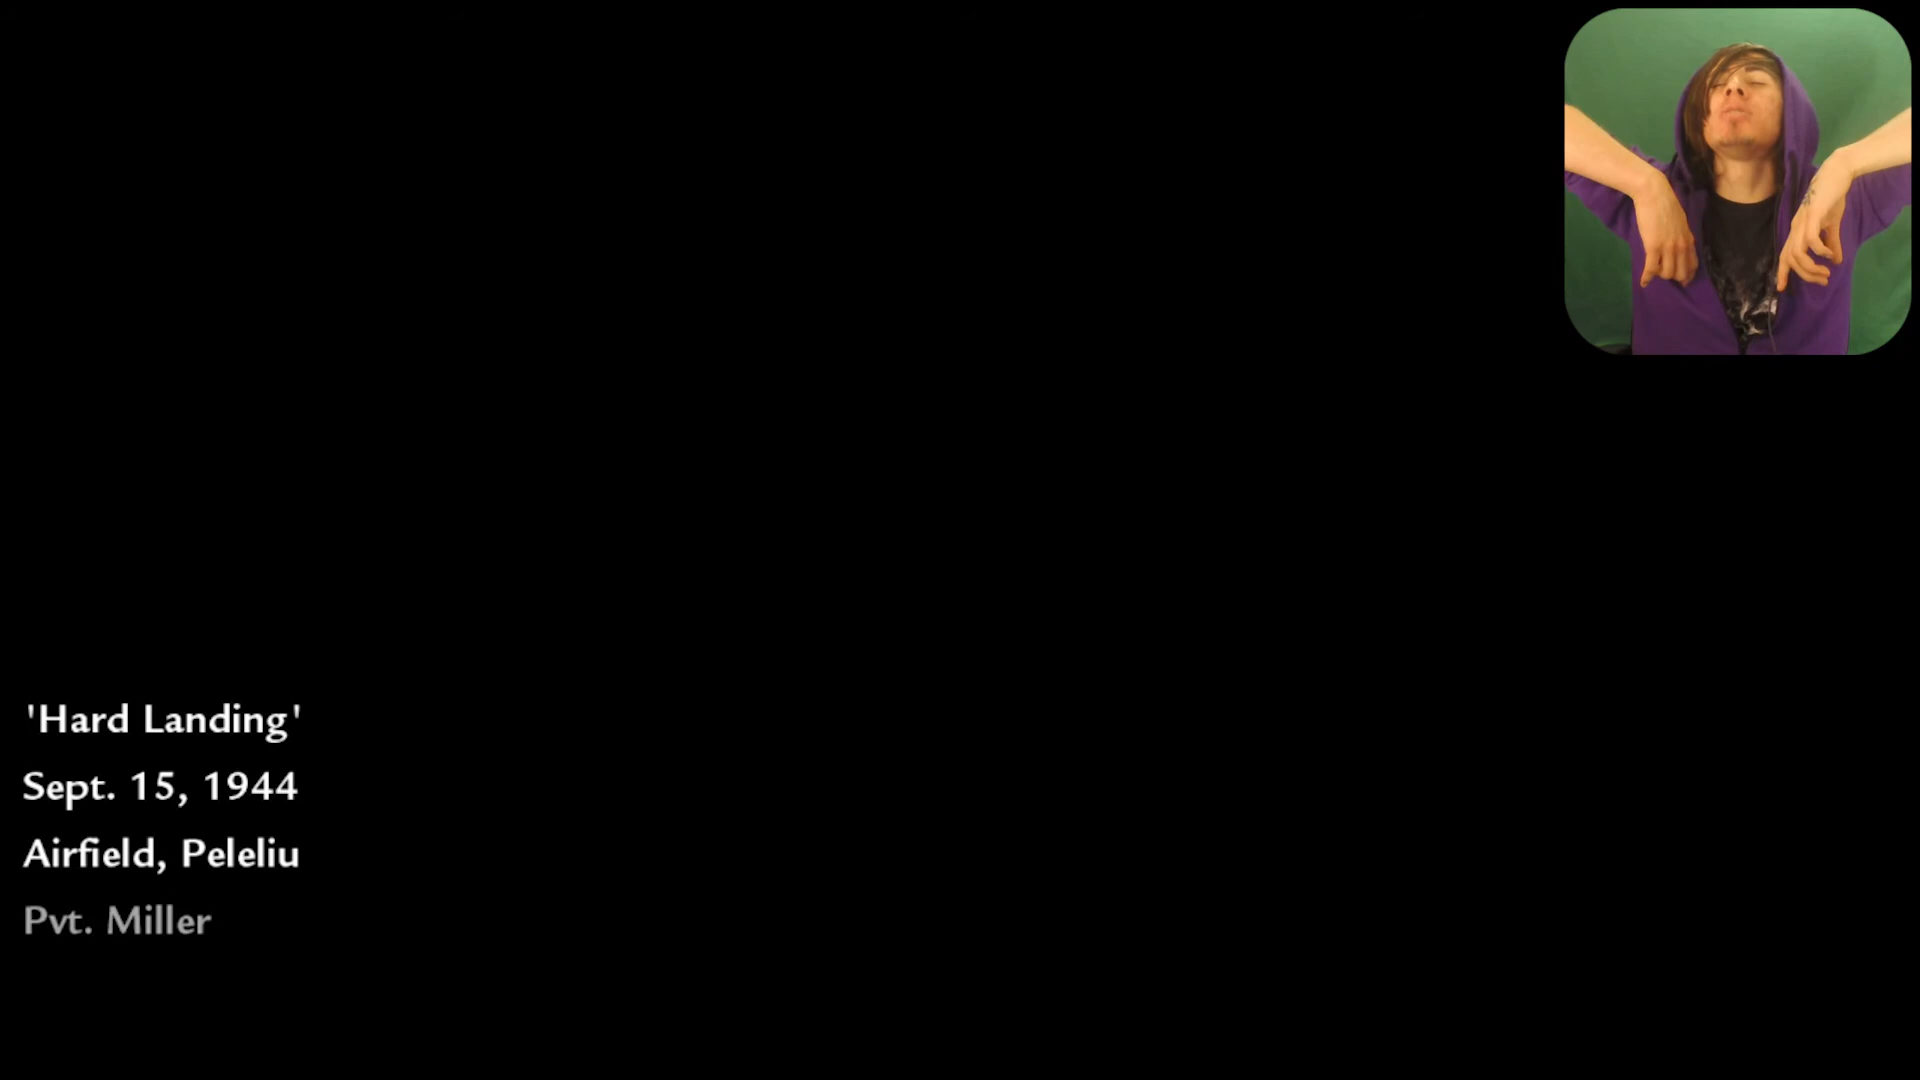 'Hard Landing'
Sept. 15, 1944
Airfield, Peleliu
Pvt. Miller